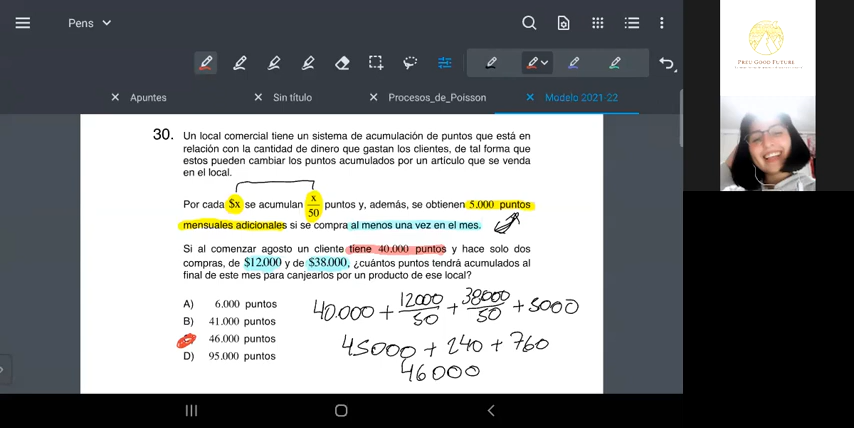 Pens
PREU GOOD FUTURE
Apuntes
Sin título
Procesos_de_Poisson
Modelo 2021-22
30. Un local comercial tiene un sistema de acumulación de puntos que está en
relación con la cantidad de dinero que gastan los clientes, de tal forma que
estos pueden cambiar los puntos acumulados por un artículo que se venda
en el local.
Por cada $x se acumulan x/50 puntos y, además, se obtienen 5.000 puntos
mensuales adicionales si se compra al menos una vez en el mes.
Si al comenzar agosto un cliente tiene 40.000 puntos y hace solo dos
compras, de $12.000 y de $38.000, ¿cuántos puntos tendrá acumulados al
final de este mes para canjearlos por un producto de ese local?
A) 6.000 puntos
B) 41.000 puntos
46.000 puntos
D) 95.000 puntos
40.000 + 12000/50 + 38000/50 + 5000
45000 + 240 + 760
46000